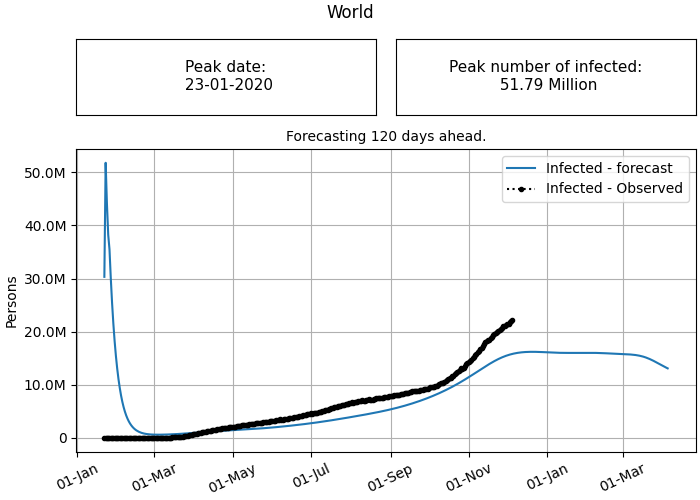 World
Peak date:
23-01-2020
Peak number of infected:
51.79 Million
Forecasting 120 days ahead.
Infected - forecast
Infected - Observed
Persons
50.0M
40.0M
30.0M
20.0M
10.0M
0
01-Jan
01-Mar
01-May
01-Jul
01-Sep
01-Nov
01-Jan
01-Mar